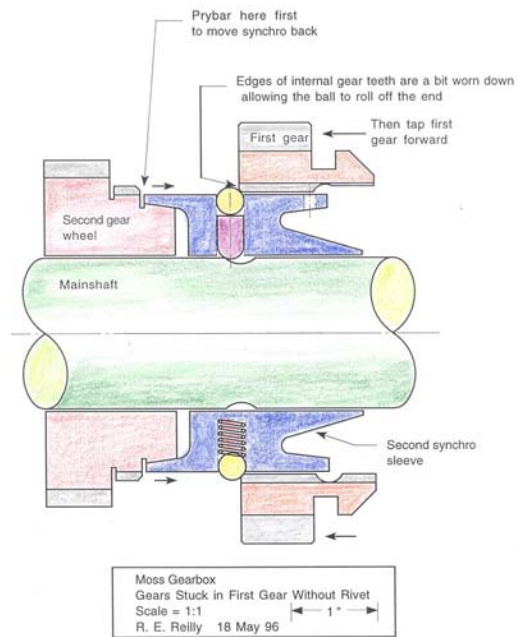 Prybar here first
to move synchro back
Edges of internal gear teeth are a bit worn down
allowing the ball to roll off the end
First gear
Then tap first
gear forward
Second gear
wheel
Mainshaft
Second synchro
sleeve
Moss Gearbox
Gears Stuck in First Gear Without Rivet
Scale = 1:1
1"
R. E. Reilly 18 May 96